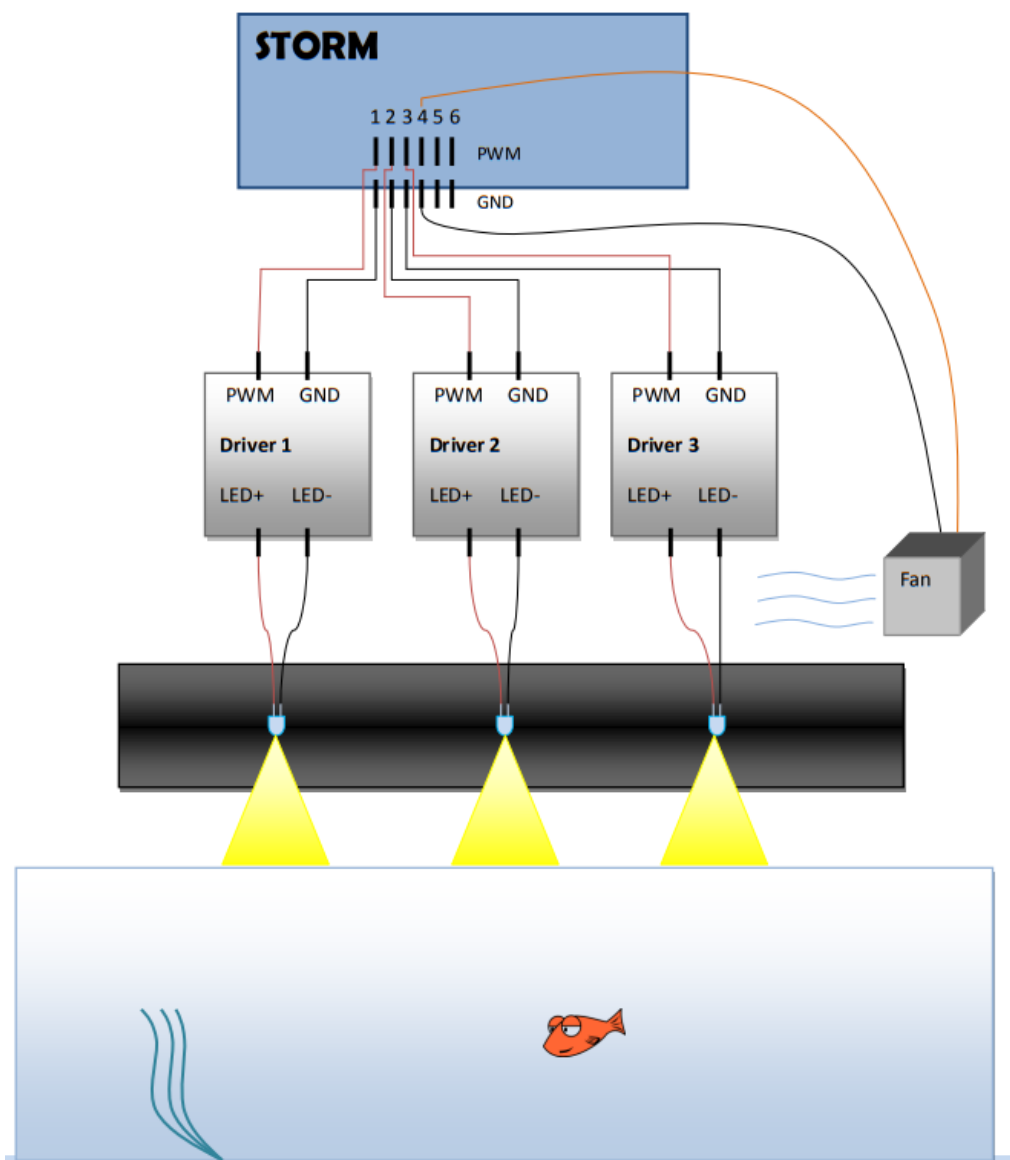 STORM
1 2 3 4 5 6
PWM
GND
PWM GND
Driver 1
LED+ LED-
PWM GND
Driver 2
LED+ LED-
PWM GND
Driver 3
LED+ LED-
Fan